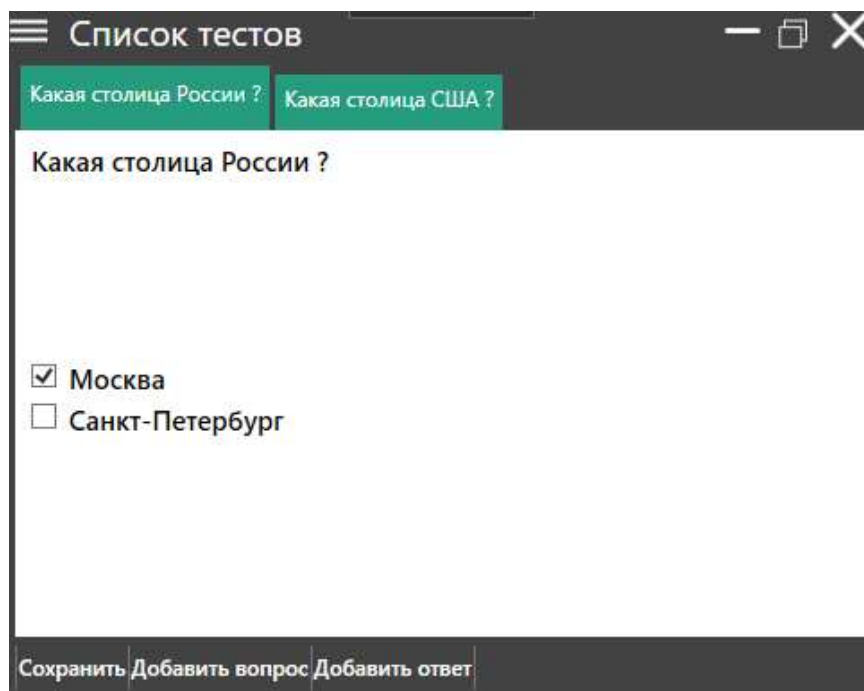 Список тестов
Какая столица России ? Какая столица США ?
Какая столица России ?
Москва
Санкт-Петербург
Сохранить Добавить вопрос Добавить ответ